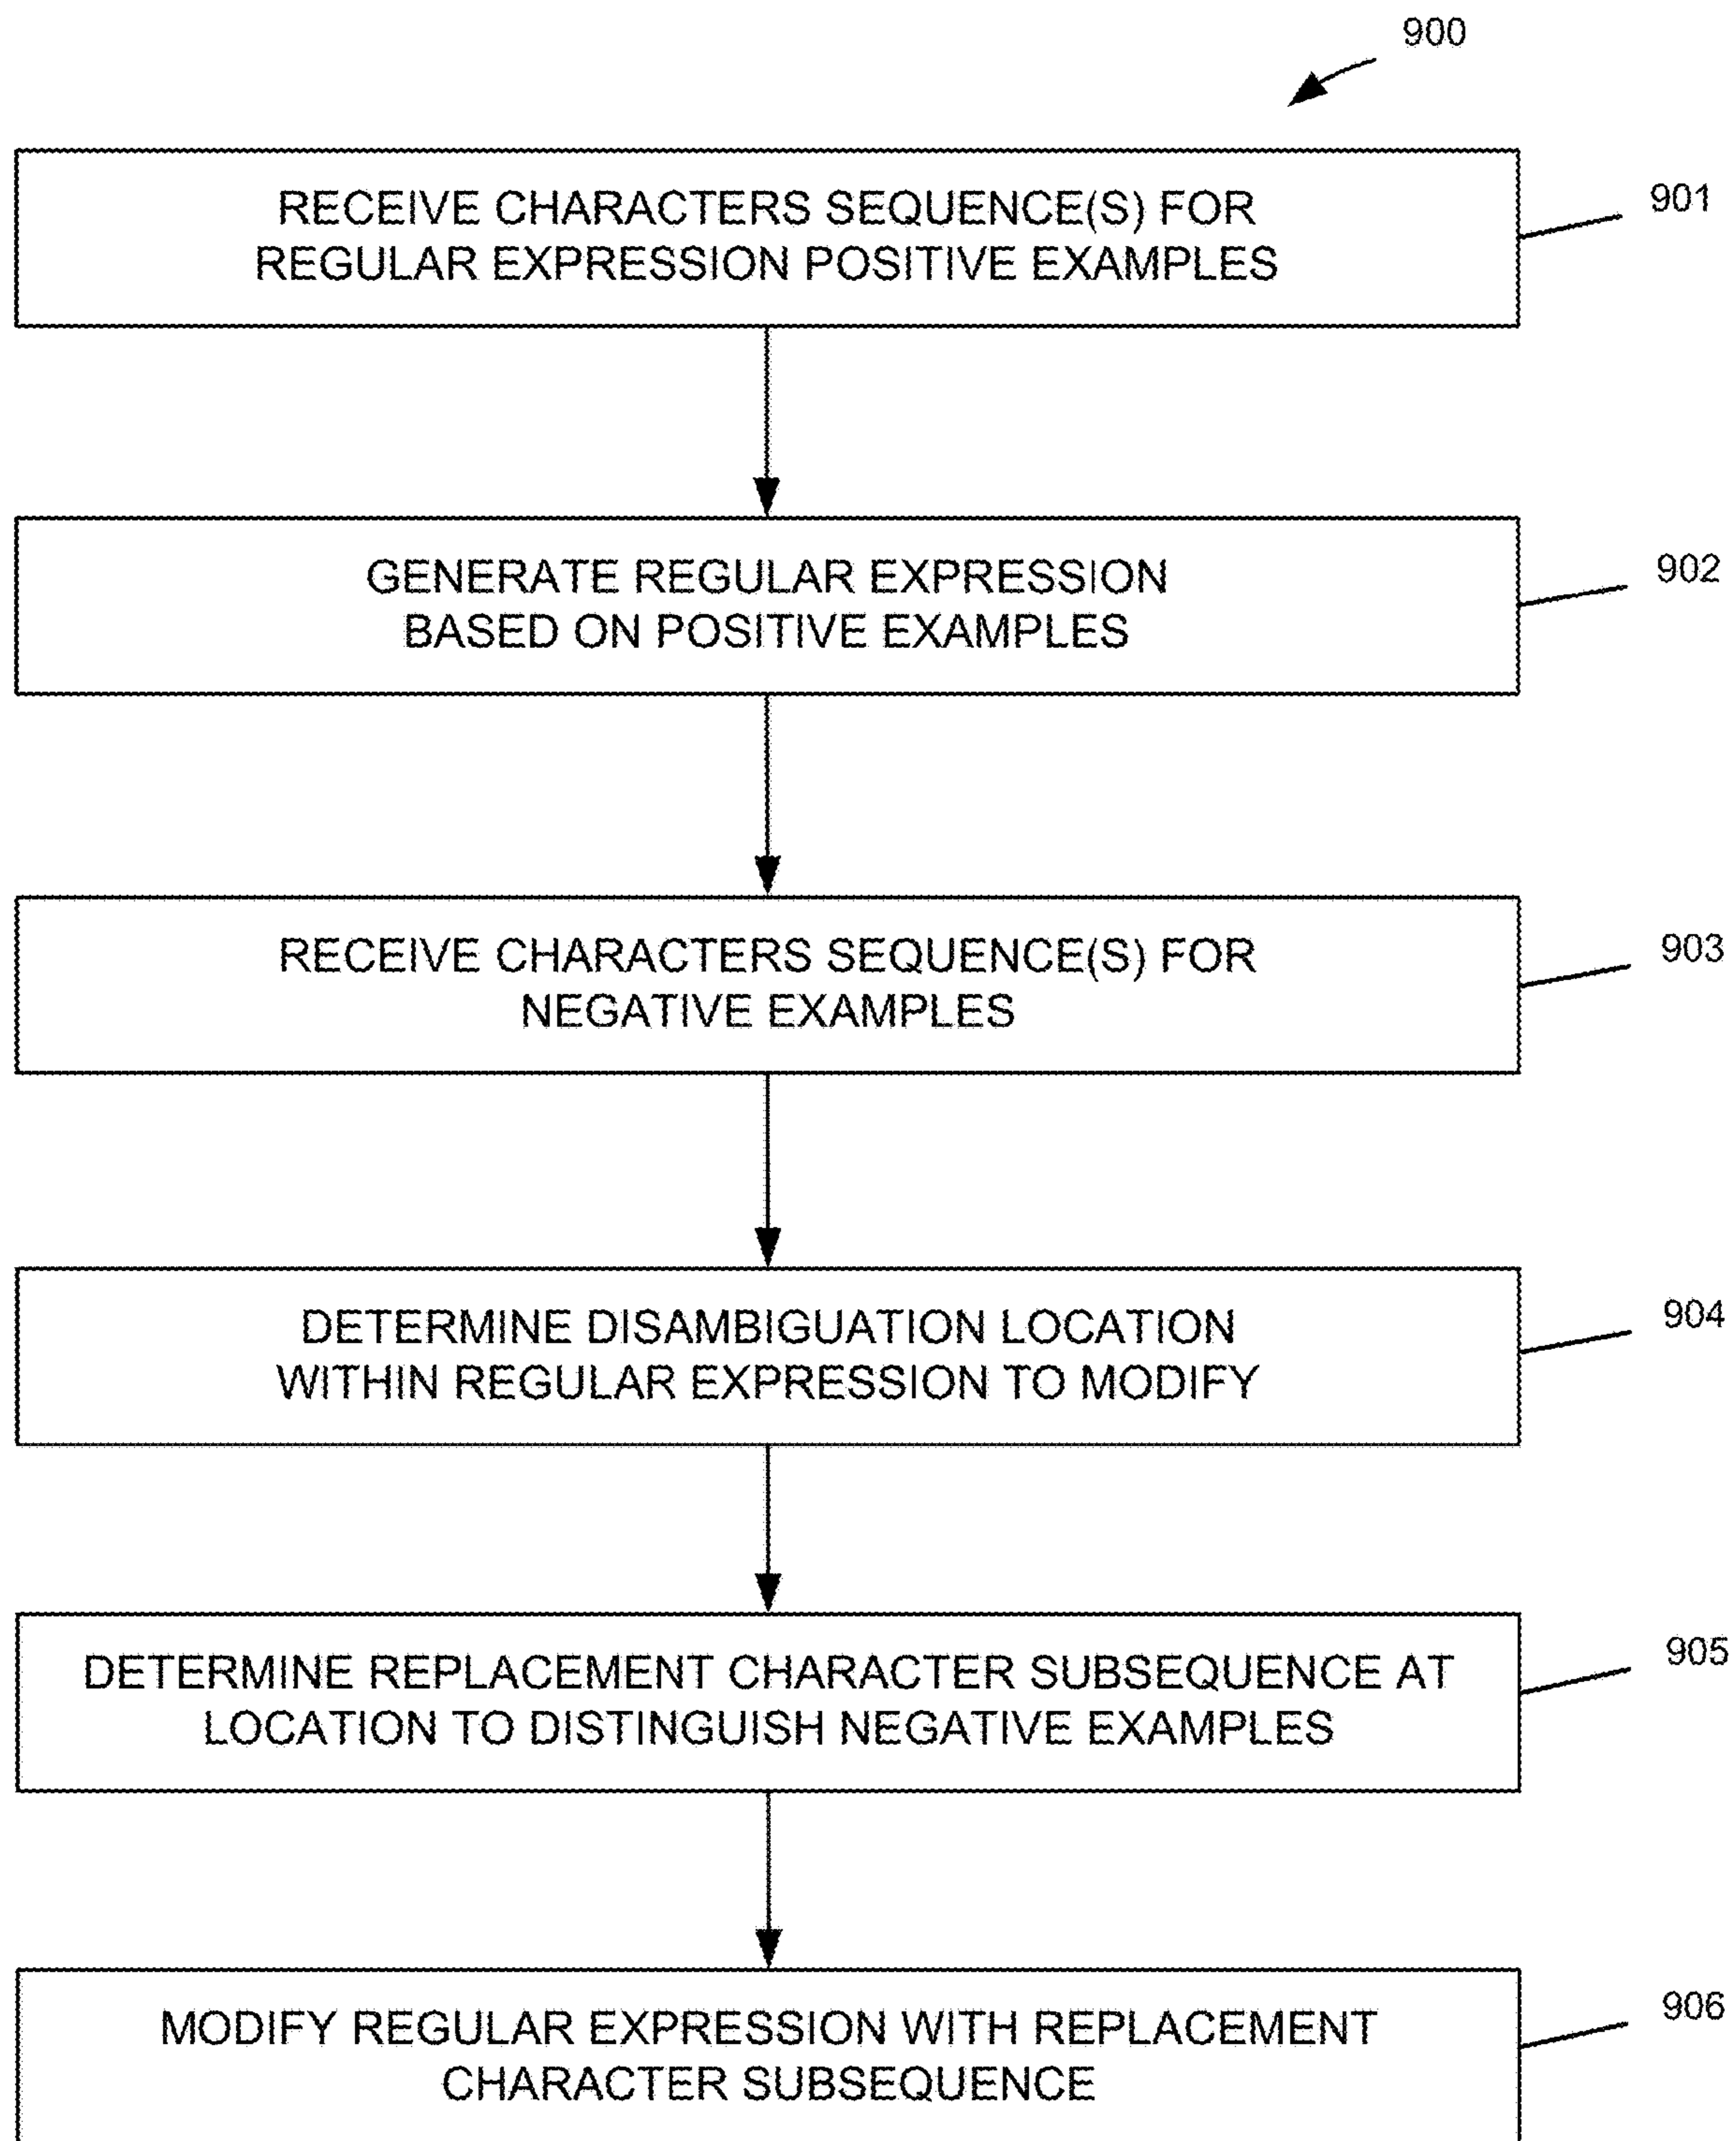 900
RECEIVE CHARACTERS SEQUENCE(S) FOR
REGULAR EXPRESSION POSITIVE EXAMPLES
901
GENERATE REGULAR EXPRESSION
BASED ON POSITIVE EXAMPLES
902
RECEIVE CHARACTERS SEQUENCE(S) FOR
NEGATIVE EXAMPLES
903
DETERMINE DISAMBIGUATION LOCATION
WITHIN REGULAR EXPRESSION TO MODIFY
904
DETERMINE REPLACEMENT CHARACTER SUBSEQUENCE AT
LOCATION TO DISTINGUISH NEGATIVE EXAMPLES
905
MODIFY REGULAR EXPRESSION WITH REPLACEMENT
CHARACTER SUBSEQUENCE
906